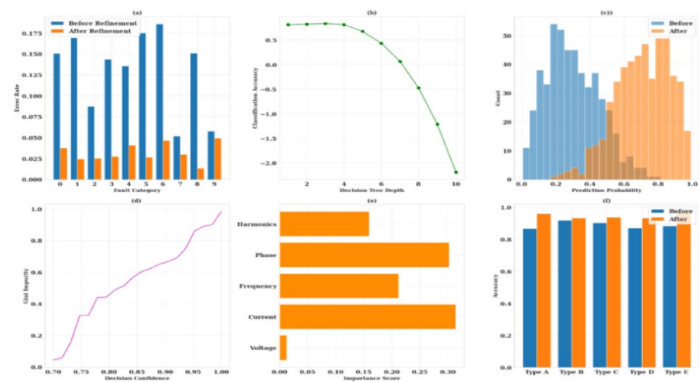 (a)
Before Refinement
After Refinement
0.175
0.150
0.125
0.100
0.075
0.050
0.025
0.000
Error Rate
0 1 2 3 4 5 6 7 8 9
Fault Category
(b)
0.5
0.0
−0.5
−1.0
−1.5
−2.0
Classification Accuracy
2 4 6 8 10
Decision Tree Depth
(c))
Before
After
50
40
30
20
10
0
Count
0.0 0.2 0.4 0.6 0.8 1.0
Prediction Probability
(d)
1.0
0.8
0.6
0.4
0.2
0.0
Gini Impurity
0.70 0.75 0.80 0.85 0.90 0.95 1.00
Decision Confidence
(e)
Harmonics
Phase
Frequency
Current
Voltage
0.00 0.05 0.10 0.15 0.20 0.25 0.30
Importance Score
(f)
Before
After
1.0
0.8
0.6
0.4
0.2
0.0
Accuracy
Type A Type B Type C Type D Type E